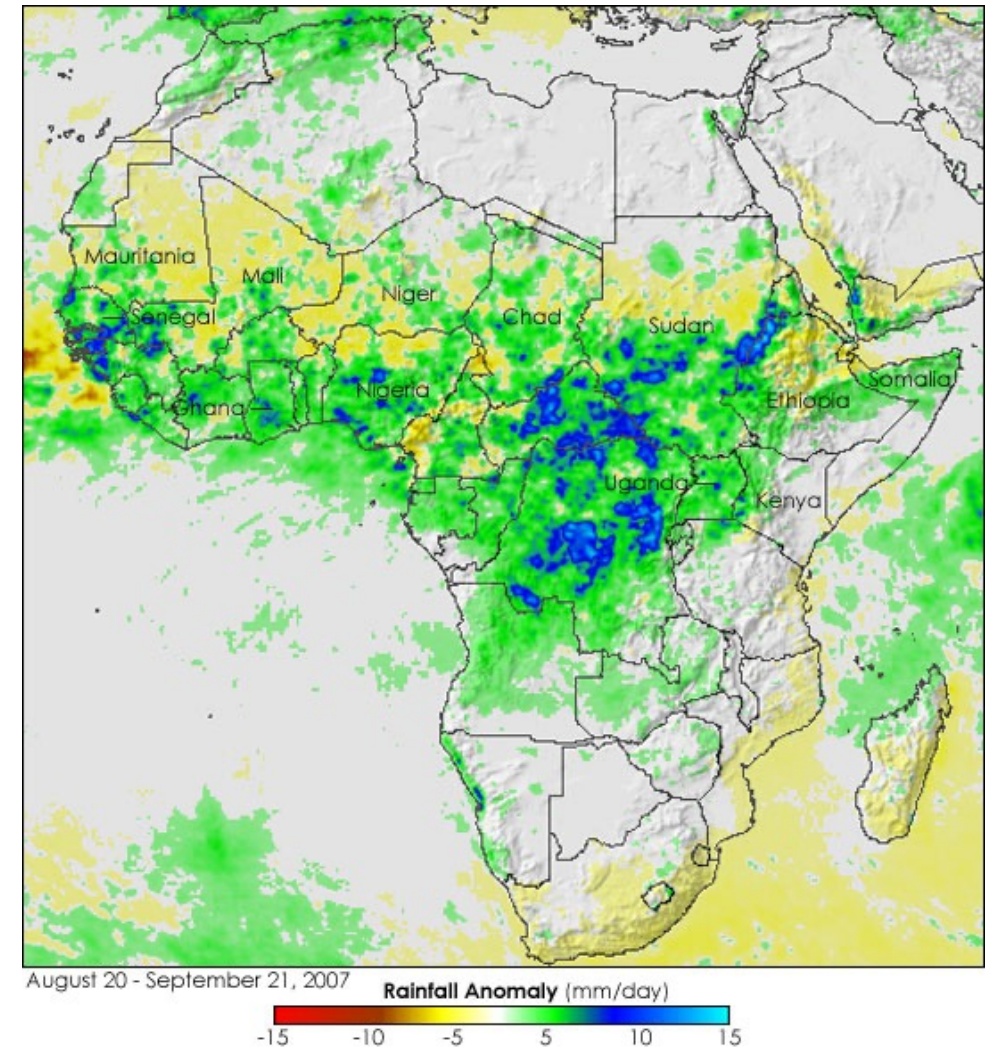 Mauritania
Mali
Niger
Chad
Sudan
Senegal
Nigeria
Ghana
Ethiopia
Somalia
Uganda
Kenya
August 20 - September 21, 2007
Rainfall Anomaly (mm/day)
-15 -10 -5 5 10 15